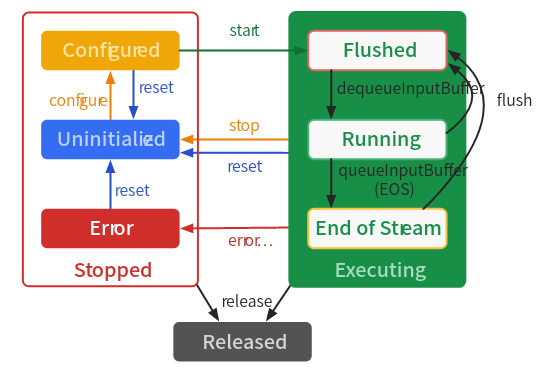 start
Configured
Flushed
reset
dequeueInputBuffer
configure
flush
stop
Uninitialized
Running
reset
queueInputBuffer
(EOS)
reset
Error
End of Stream
error...
Stopped
Executing
release
Released